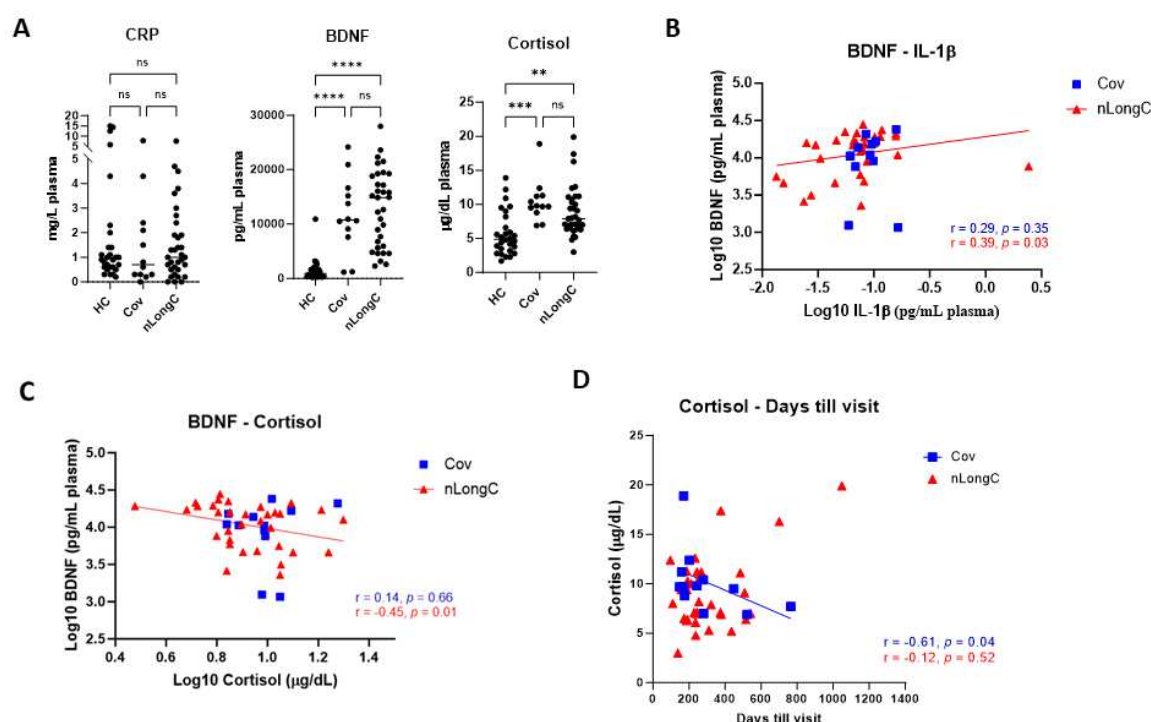 A
CRP
ns
ns
ns
mg/L plasma
20
15
10
5
5
4
3
2
1
0
HC
Cov
nLongC
BDNF
****
****
ns
pg/mL plasma
30000
20000
10000
0
HC
Cov
nLongC
Cortisol
**
***
ns
µg/dL plasma
25
20
15
10
5
0
HC
Cov
nLongC
B
BDNF - IL-1β
Cov
nLongC
Log10 BDNF (pg/mL plasma)
5.0
4.5
4.0
3.5
3.0
2.5
r = 0.29, p = 0.35
r = 0.39, p = 0.03
-2.0 -1.5 -1.0 -0.5 0.0 0.5
Log10 IL-1β (pg/mL plasma)
C
BDNF - Cortisol
Cov
nLongC
Log10 BDNF (pg/mL plasma)
5.0
4.5
4.0
3.5
3.0
2.5
r = 0.14, p = 0.66
r = -0.45, p = 0.01
0.4 0.6 0.8 1.0 1.2 1.4
Log10 Cortisol (µg/dL)
D
Cortisol - Days till visit
Cov
nLongC
Cortisol (µg/dL)
25
20
15
10
5
0
r = -0.61, p = 0.04
r = -0.12, p = 0.52
0 200 400 600 800 1000 1200 1400
Days till visit